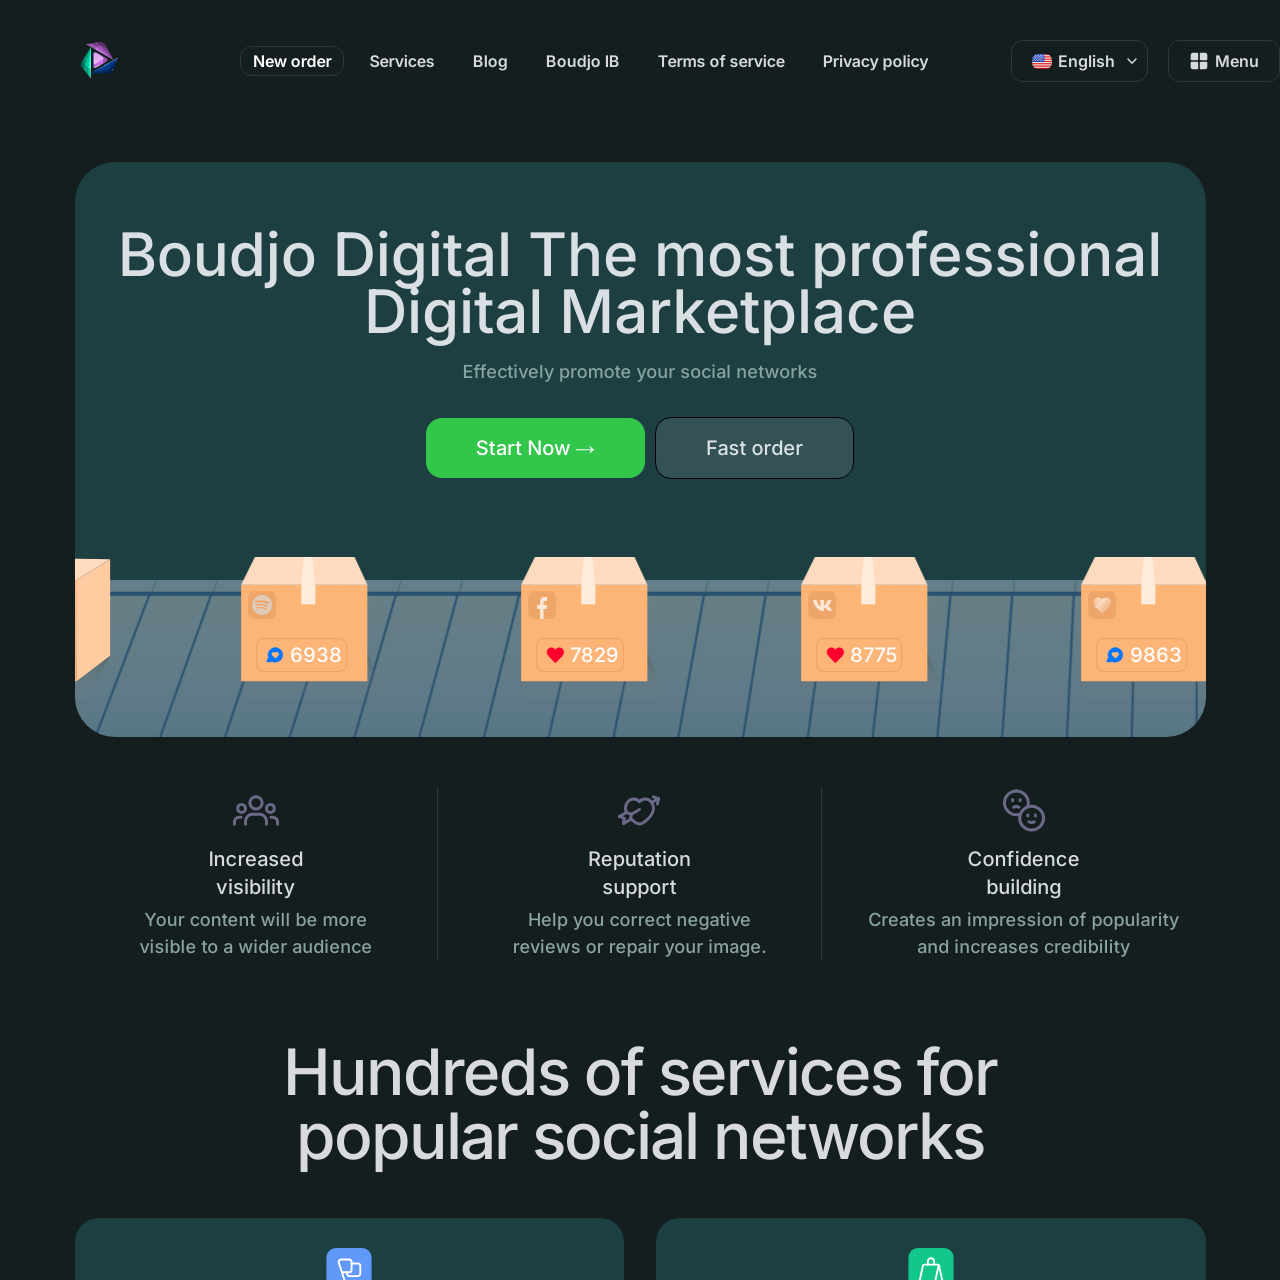 New order
Services
Blog
Boudjo IB
Terms of service
Privacy policy
English
Menu
Boudjo Digital The most professional
Digital Marketplace
Effectively promote your social networks
Start Now →
Fast order
6938
7829
8775
9863
Increased
visibility
Your content will be more
visible to a wider audience
Reputation
support
Help you correct negative
reviews or repair your image.
Confidence
building
Creates an impression of popularity
and increases credibility
Hundreds of services for
popular social networks